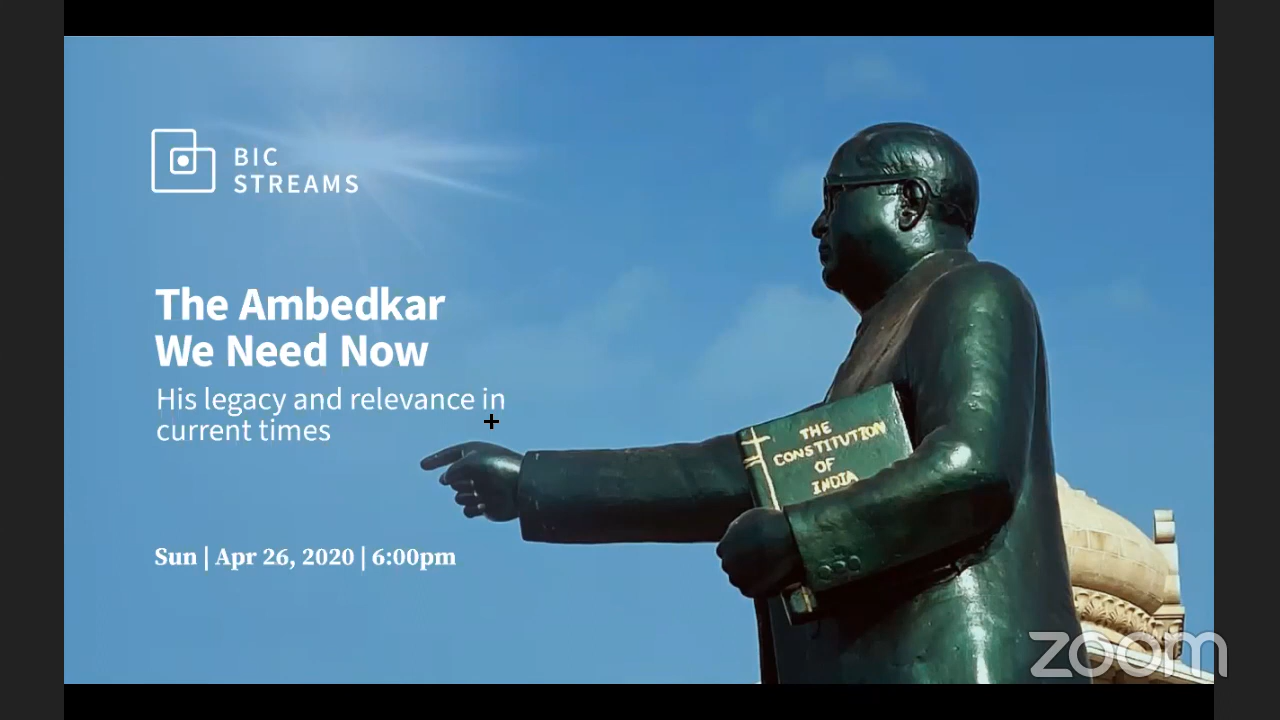 BIC
STREAMS
The Ambedkar
We Need Now
His legacy and relevance in
current times
Sun | Apr 26, 2020 | 6:00pm
THE
CONSTITUTION
OF
INDIA
zoom